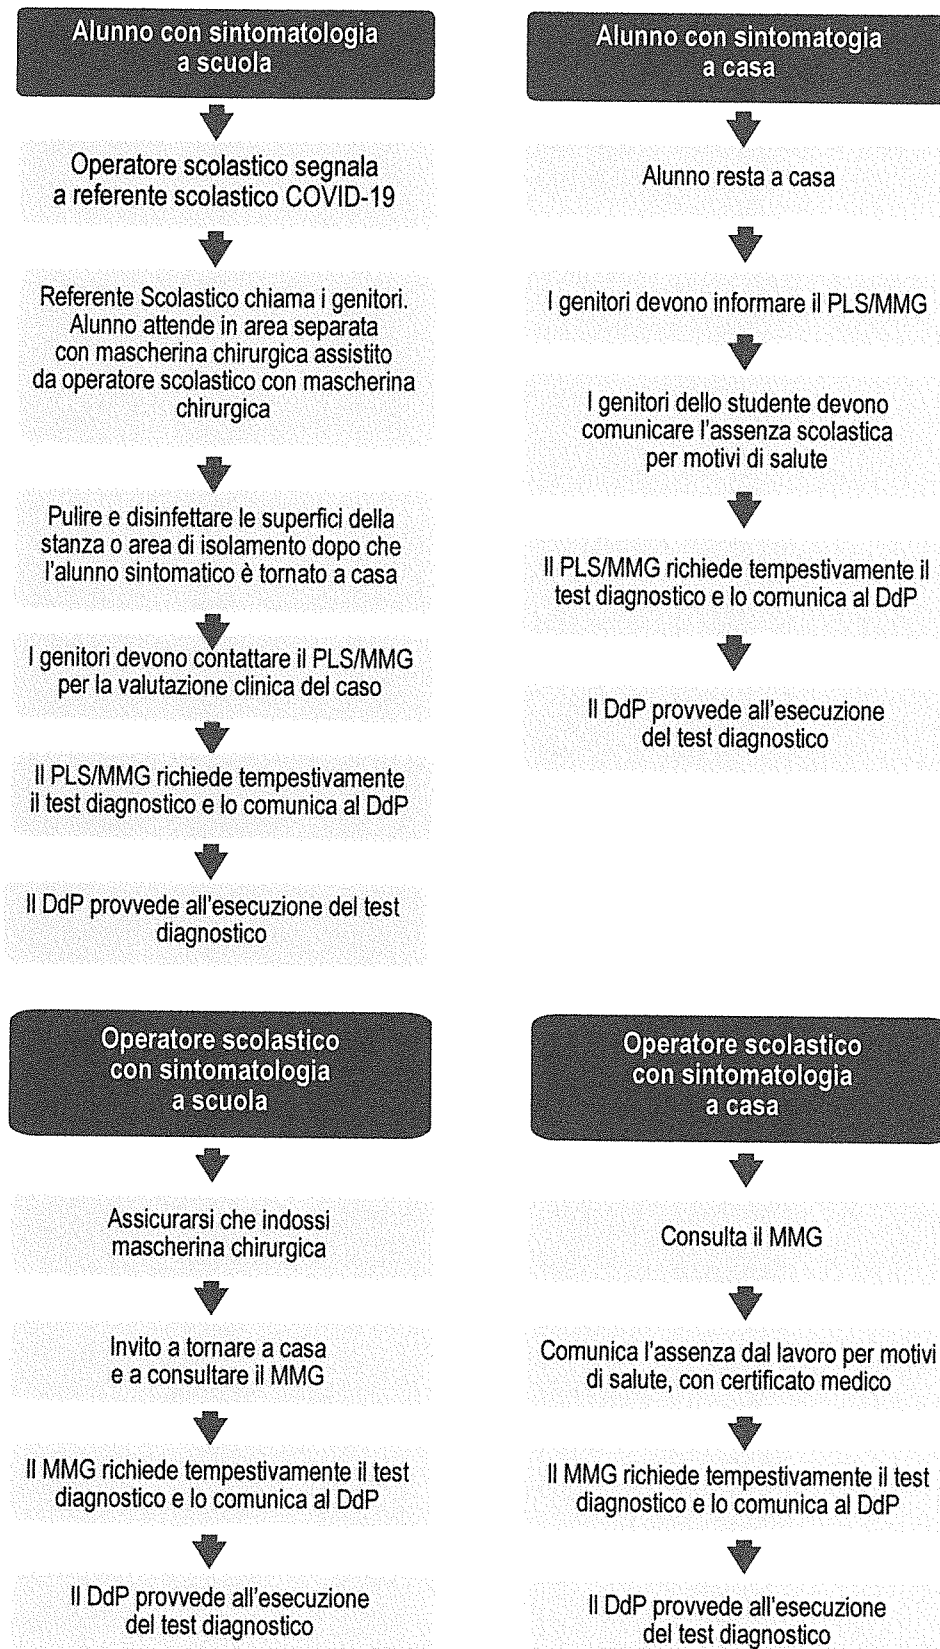 Alunno con sintomatologia
a scuola
Operatore scolastico segnala
a referente scolastico COVID-19
Referente Scolastico chiama i genitori.
Alunno attende in area separata
con mascherina chirurgica assistito
da operatore scolastico con mascherina
chirurgica
Pulire e disinfettare le superfici della
stanza o area di isolamento dopo che
l'alunno sintomatico è tornato a casa
I genitori devono contattare il PLS/MMG
per la valutazione clinica del caso
Il PLS/MMG richiede tempestivamente
il test diagnostico e lo comunica al DdP
Il DdP provvede all'esecuzione del test
diagnostico
Alunno con sintomatogia
a casa
Alunno resta a casa
I genitori devono informare il PLS/MMG
I genitori dello studente devono
comunicare l'assenza scolastica
per motivi di salute
Il PLS/MMG richiede tempestivamente il
test diagnostico e lo comunica al DdP
Il DdP provvede all'esecuzione
del test diagnostico
Operatore scolastico
con sintomatologia
a scuola
Assicurarsi che indossi
mascherina chirurgica
Invito a tornare a casa
e a consultare il MMG
Il MMG richiede tempestivamente il test
diagnostico e lo comunica al DdP
Il DdP provvede all'esecuzione
del test diagnostico
Operatore scolastico
con sintomatologia
a casa
Consulta il MMG
Comunica l'assenza dal lavoro per motivi
di salute, con certificato medico
Il MMG richiede tempestivamente il test
diagnostico e lo comunica al DdP
Il DdP provvede all'esecuzione
del test diagnostico